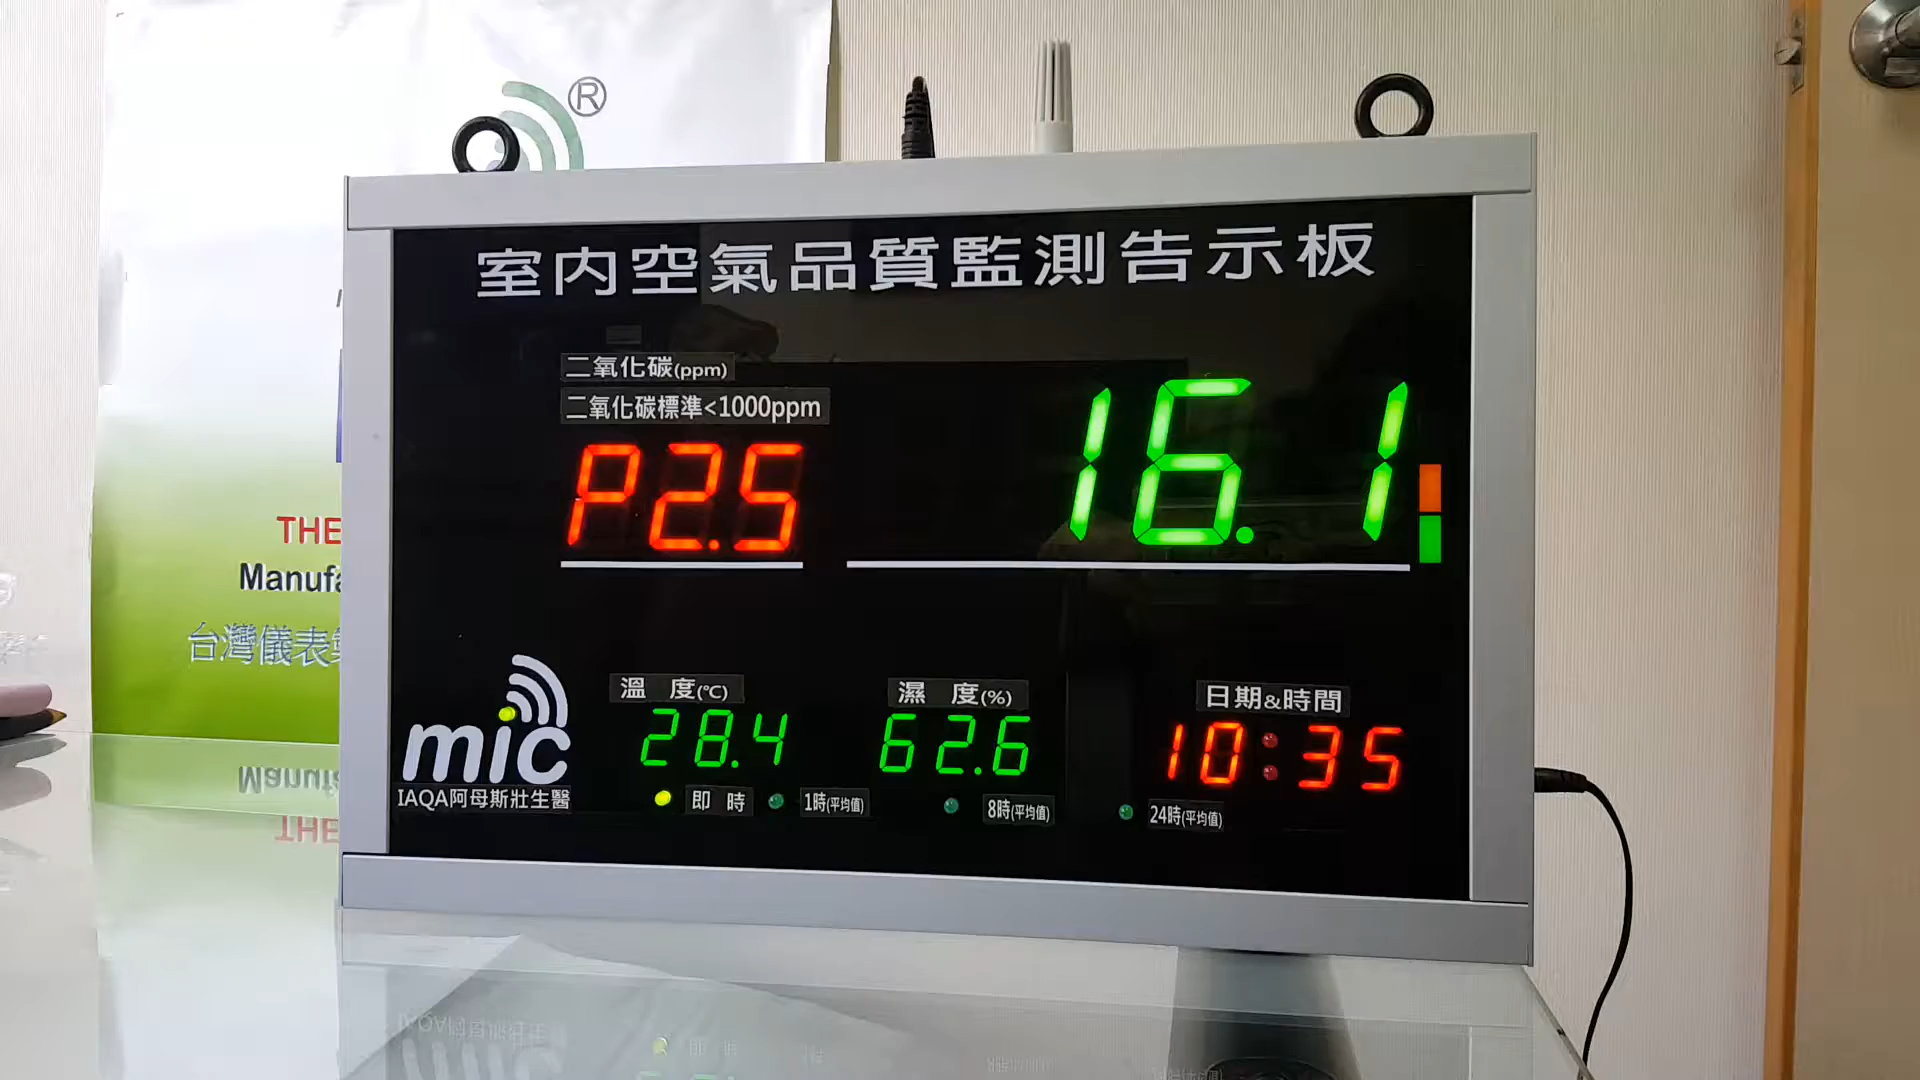 ®
室內空氣品質監測告示板
二氧化碳(ppm)
二氧化碳標準<1000ppm
P2.5
16.1
THE
Manufa
台灣儀表
溫 度(℃)
濕 度(%)
日期&時間
28.4
62.6
10:35
mic
IAQA阿母斯壯生醫
即 時
1時(平均值)
8時(平均值)
24時(平均值)